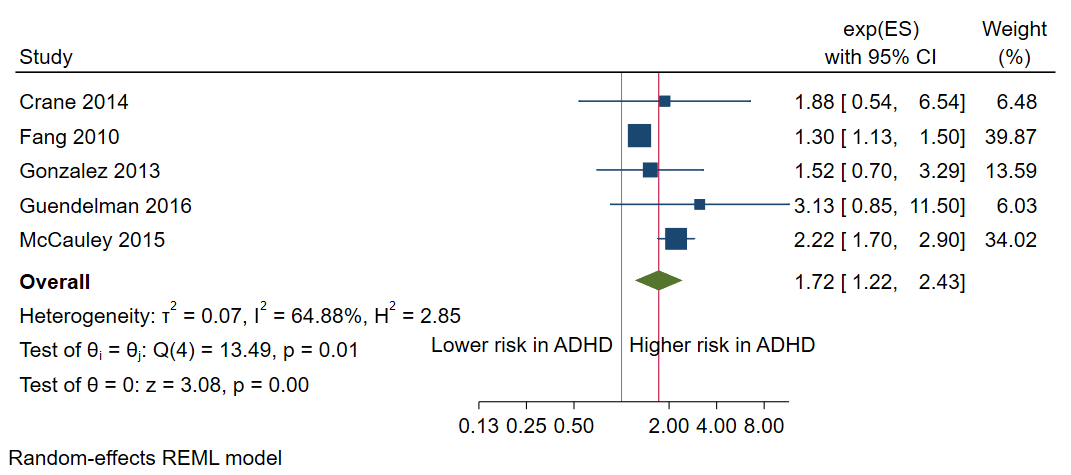 exp(ES) Weight
Study with 95% CI (%)
Crane 2014 1.88 [ 0.54, 6.54] 6.48
Fang 2010 1.30 [ 1.13, 1.50] 39.87
Gonzalez 2013 1.52 [ 0.70, 3.29] 13.59
Guendelman 2016 3.13 [ 0.85, 11.50] 6.03
McCauley 2015 2.22 [ 1.70, 2.90] 34.02
Overall 1.72 [ 1.22, 2.43]
Heterogeneity: τ² = 0.07, I² = 64.88%, H² = 2.85
Lower risk in ADHD Higher risk in ADHD
Test of θᵢ = θⱼ: Q(4) = 13.49, p = 0.01
Test of θ = 0: z = 3.08, p = 0.00
0.13 0.25 0.50 2.00 4.00 8.00
Random-effects REML model